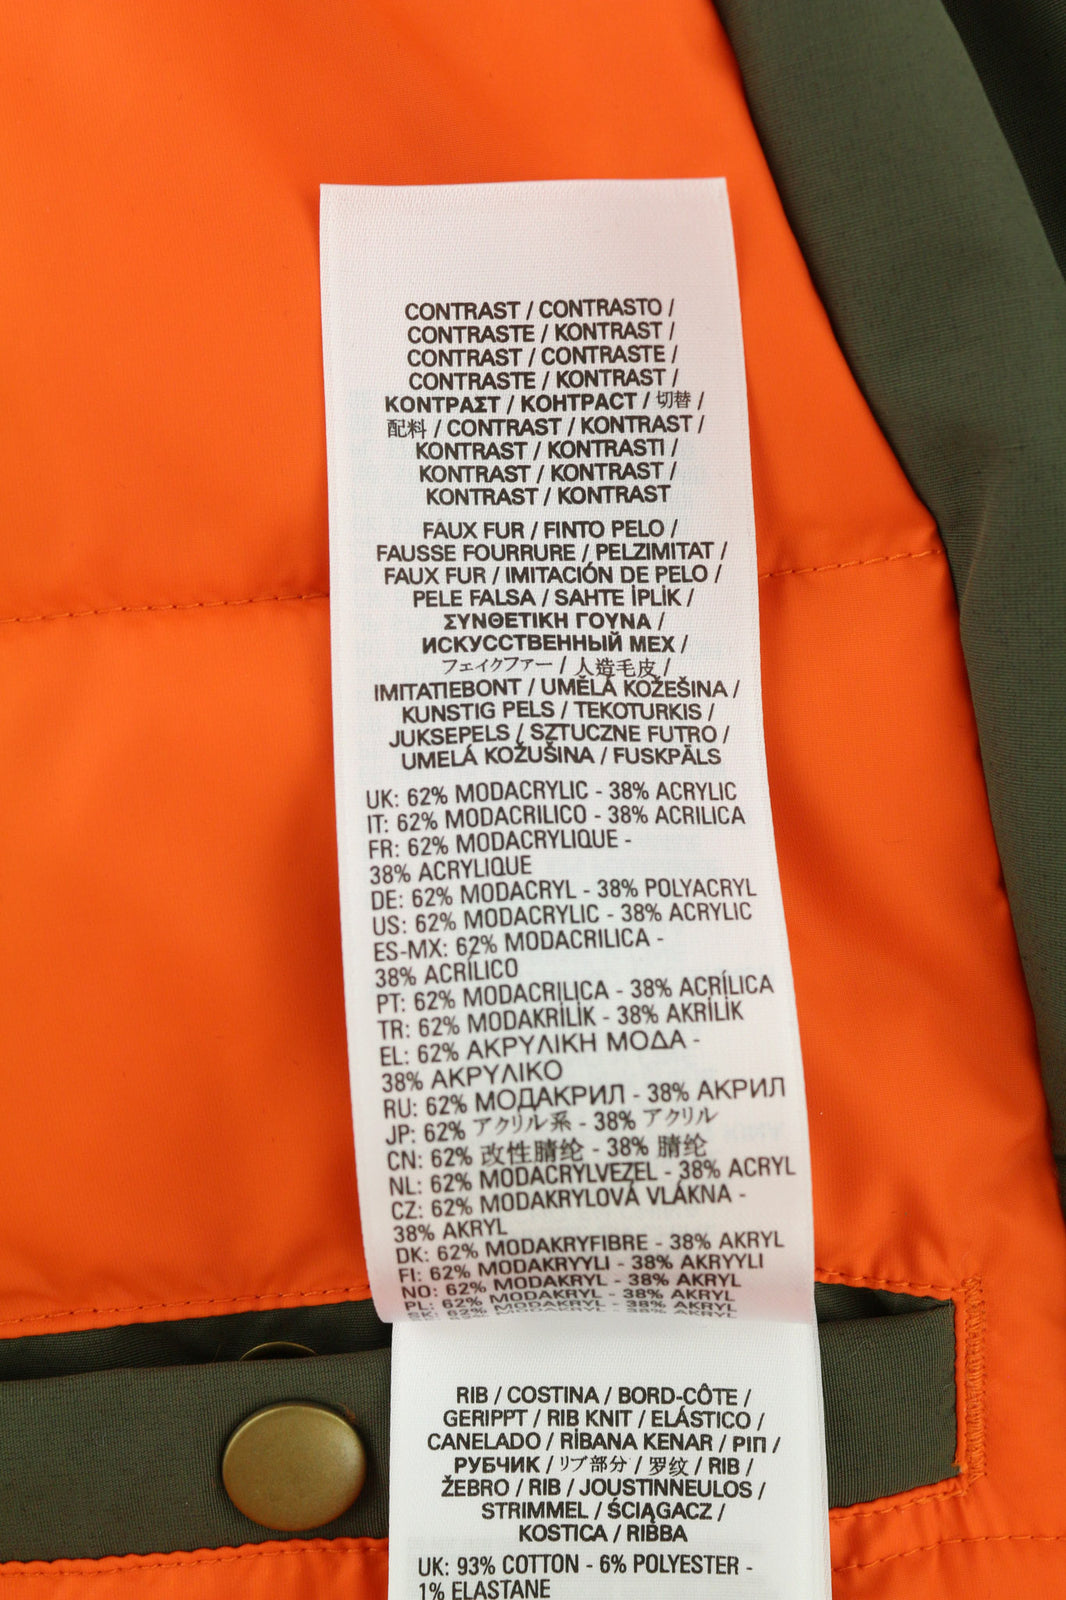 CONTRAST / CONTRASTO /
CONTRASTE / KONTRAST /
CONTRAST / CONTRASTE /
CONTRASTE / KONTRAST /
ΚΟΝΤΡΑΣΤ / КОНТРАСТ / 切替 /
配料 / CONTRAST / KONTRAST /
KONTRAST / KONTRASTI /
KONTRAST / KONTRAST /
KONTRAST / KONTRAST
FAUX FUR / FINTO PELO /
FAUSSE FOURRURE / PELZIMITAT /
FAUX FUR / IMITACIÓN DE PELO /
PELE FALSA / SAHTE İPLİK /
ΣΥΝΘΕΤΙΚΗ ΓΟΥΝΑ /
ИСКУССТВЕННЫЙ МЕХ /
フェイクファー / 人造毛皮 /
IMITATIEBONT / UMĚLÁ KOŽEŠINA /
KUNSTIG PELS / TEKOTURKIS /
JUKSEPELS / SZTUCZNE FUTRO /
UMELÁ KOŽUŠINA / FUSKPÄLS
UK: 62% MODACRYLIC - 38% ACRYLIC
IT: 62% MODACRILICO - 38% ACRILICA
FR: 62% MODACRYLIQUE -
38% ACRYLIQUE
DE: 62% MODACRYL - 38% POLYACRYL
US: 62% MODACRYLIC - 38% ACRYLIC
ES-MX: 62% MODACRILICA -
38% ACRÍLICO
PT: 62% MODACRILICA - 38% ACRÍLICA
TR: 62% MODAKRİLİK - 38% AKRİLİK
EL: 62% ΑΚΡΥΛΙΚΗ ΜΟΔΑ -
38% ΑΚΡΥΛΙΚΟ
RU: 62% МОДАКРИЛ - 38% АКРИЛ
JP: 62% アクリル系 - 38% アクリル
CN: 62% 改性腈纶 - 38% 腈纶
NL: 62% MODACRYLVEZEL - 38% ACRYL
CZ: 62% MODAKRYLOVÁ VLÁKNA -
38% AKRYL
DK: 62% MODAKRYFIBRE - 38% AKRYL
FI: 62% MODAKRYYLI - 38% AKRYYLI
NO: 62% MODAKRYL - 38% AKRYL
PL: 62% MODAKRYL - 38% AKRYL
SK: 62% MODAKRYL - 38% AKRYL
RIB / COSTINA / BORD-CÔTE /
GERIPPT / RIB KNIT / ELÁSTICO /
CANELADO / RİBANA KENAR / ΡΙΠ /
РУБЧИК / リブ部分 / 罗纹 / RIB /
ŽEBRO / RIB / JOUSTINNEULOS /
STRIMMEL / ŚCIĄGACZ /
KOSTICA / RIBBA
UK: 93% COTTON - 6% POLYESTER -
1% ELASTANE